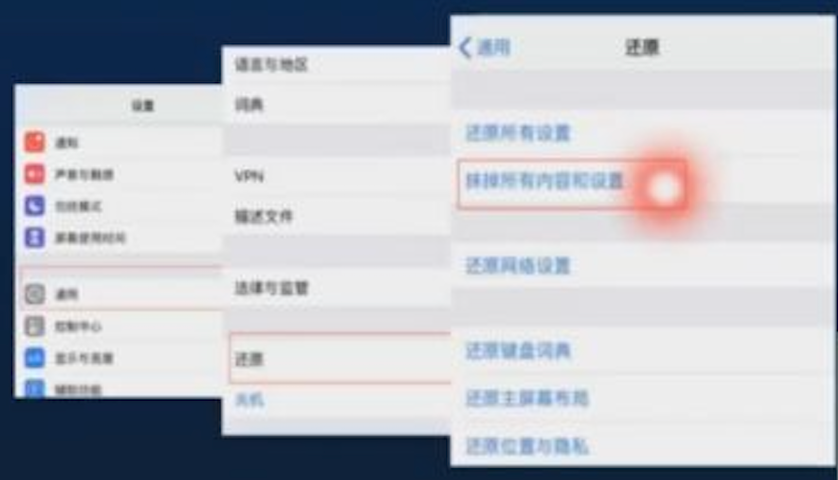 设置
通知
声音与触感
勿扰模式
屏幕使用时间
通用
控制中心
显示与亮度
辅助功能
语言与地区
词典
VPN
描述文件
法律与监管
还原
关机
通用
还原
还原所有设置
抹掉所有内容和设置
还原网络设置
还原键盘词典
还原主屏幕布局
还原位置与隐私